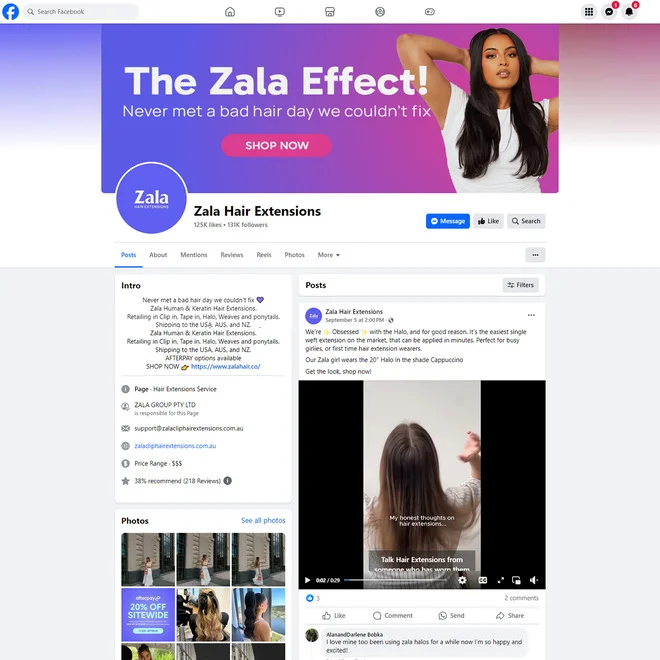 Search Facebook
1
6
The Zala Effect!
Never met a bad hair day we couldn't fix
SHOP NOW
Zala
HAIR EXTENSIONS
Zala Hair Extensions
125K likes • 131K followers
Message
Like
Search
Posts
About
Mentions
Reviews
Reels
Photos
More
Intro
Never met a bad hair day we couldn't fix 💜
Zala Human & Keratin Hair Extensions.
Retailing in Clip in, Tape in, Halo, Weaves and ponytails.
Shipping to the USA, AUS, and NZ.
Zala Human & Keratin Hair Extensions.
Retailing in Clip in, Tape in, Halo, Weaves and ponytails.
Shipping to the USA, AUS, and NZ.
AFTERPAY options available
SHOP NOW 👉 https://www.zalahair.co/
Page · Hair Extensions Service
ZALA GROUP PTY LTD
is responsible for this Page
support@zalacliphairextensions.com
zalacliphairextensions.com.au
Price Range · $$$
38% recommend (218 Reviews)
Photos
See all photos
afterpay
20% OFF
SITEWIDE
Posts
Filters
Zala Hair Extensions
September 5 at 2:00 PM ·
We're ✨ Obsessed ✨ with the Halo, and for good reason. It's the easiest single
weft extension on the market, that can be applied in minutes. Perfect for busy
girlies, or first time hair extension wearers.
Our Zala girl wears the 20" Halo in the shade Cappuccino
Get the look, shop now!
My honest thoughts on
hair extensions...
Talk Hair Extensions from
someone who has worn them
0:02 / 0:29
3
2 comments
Like
Comment
Send
Share
AlanandDarlene Bobka
I love mine too been using zala halos for a while now i'm so happy and
excited!